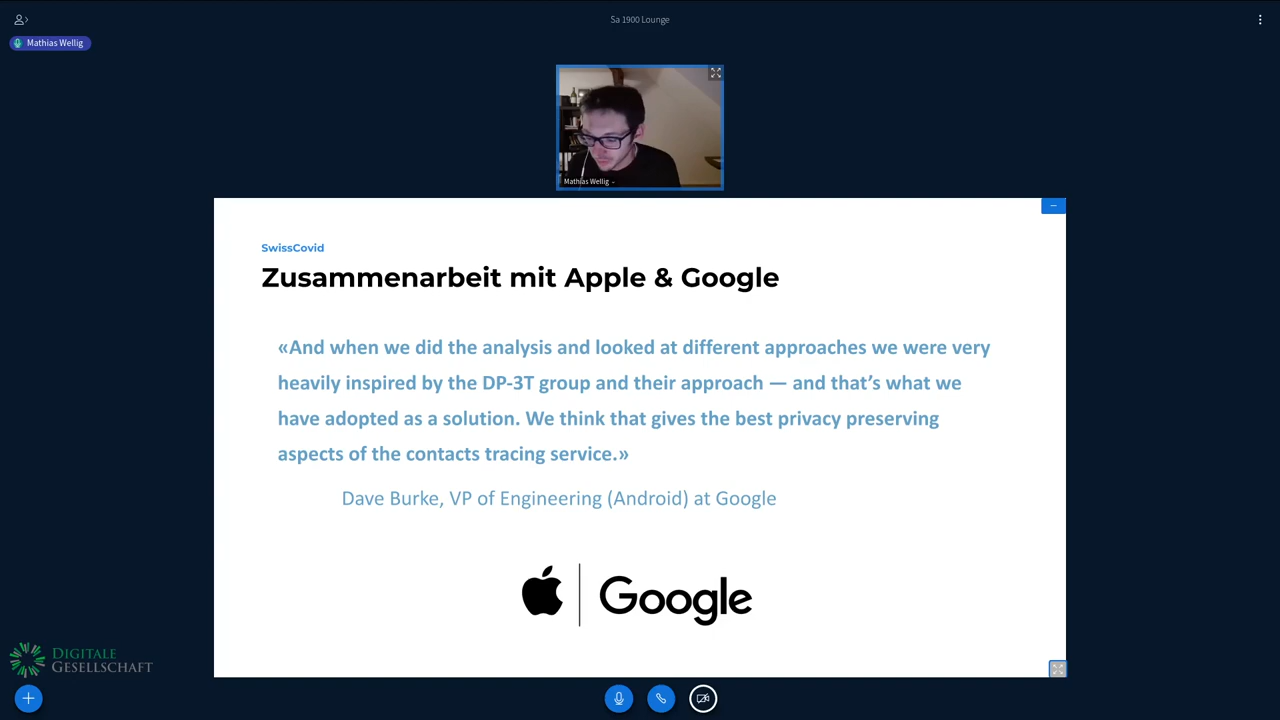 Sa 1900 Lounge
Mathias Wellig
Mathias Wellig
SwissCovid
Zusammenarbeit mit Apple & Google
«And when we did the analysis and looked at different approaches we were very
heavily inspired by the DP-3T group and their approach — and that's what we
have adopted as a solution. We think that gives the best privacy preserving
aspects of the contacts tracing service.»
Dave Burke, VP of Engineering (Android) at Google
Google
DIGITALE
GESELLSCHAFT